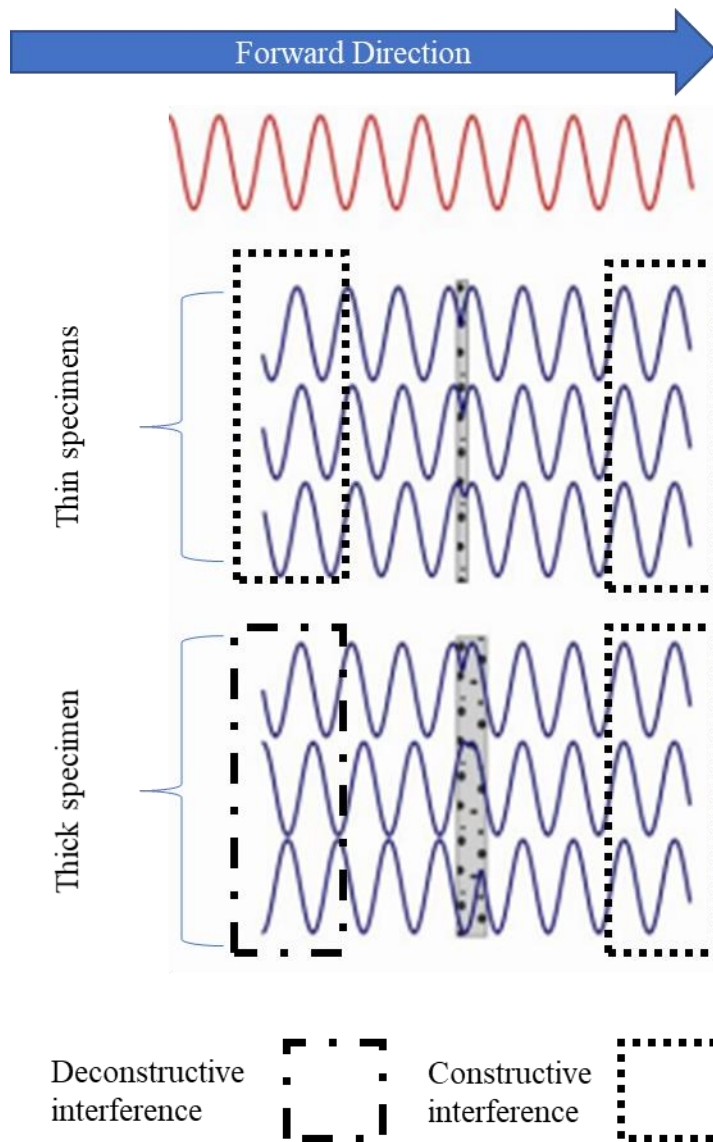 Forward Direction
Thin specimens
Thick specimen
Deconstructive
interference
Constructive
interference